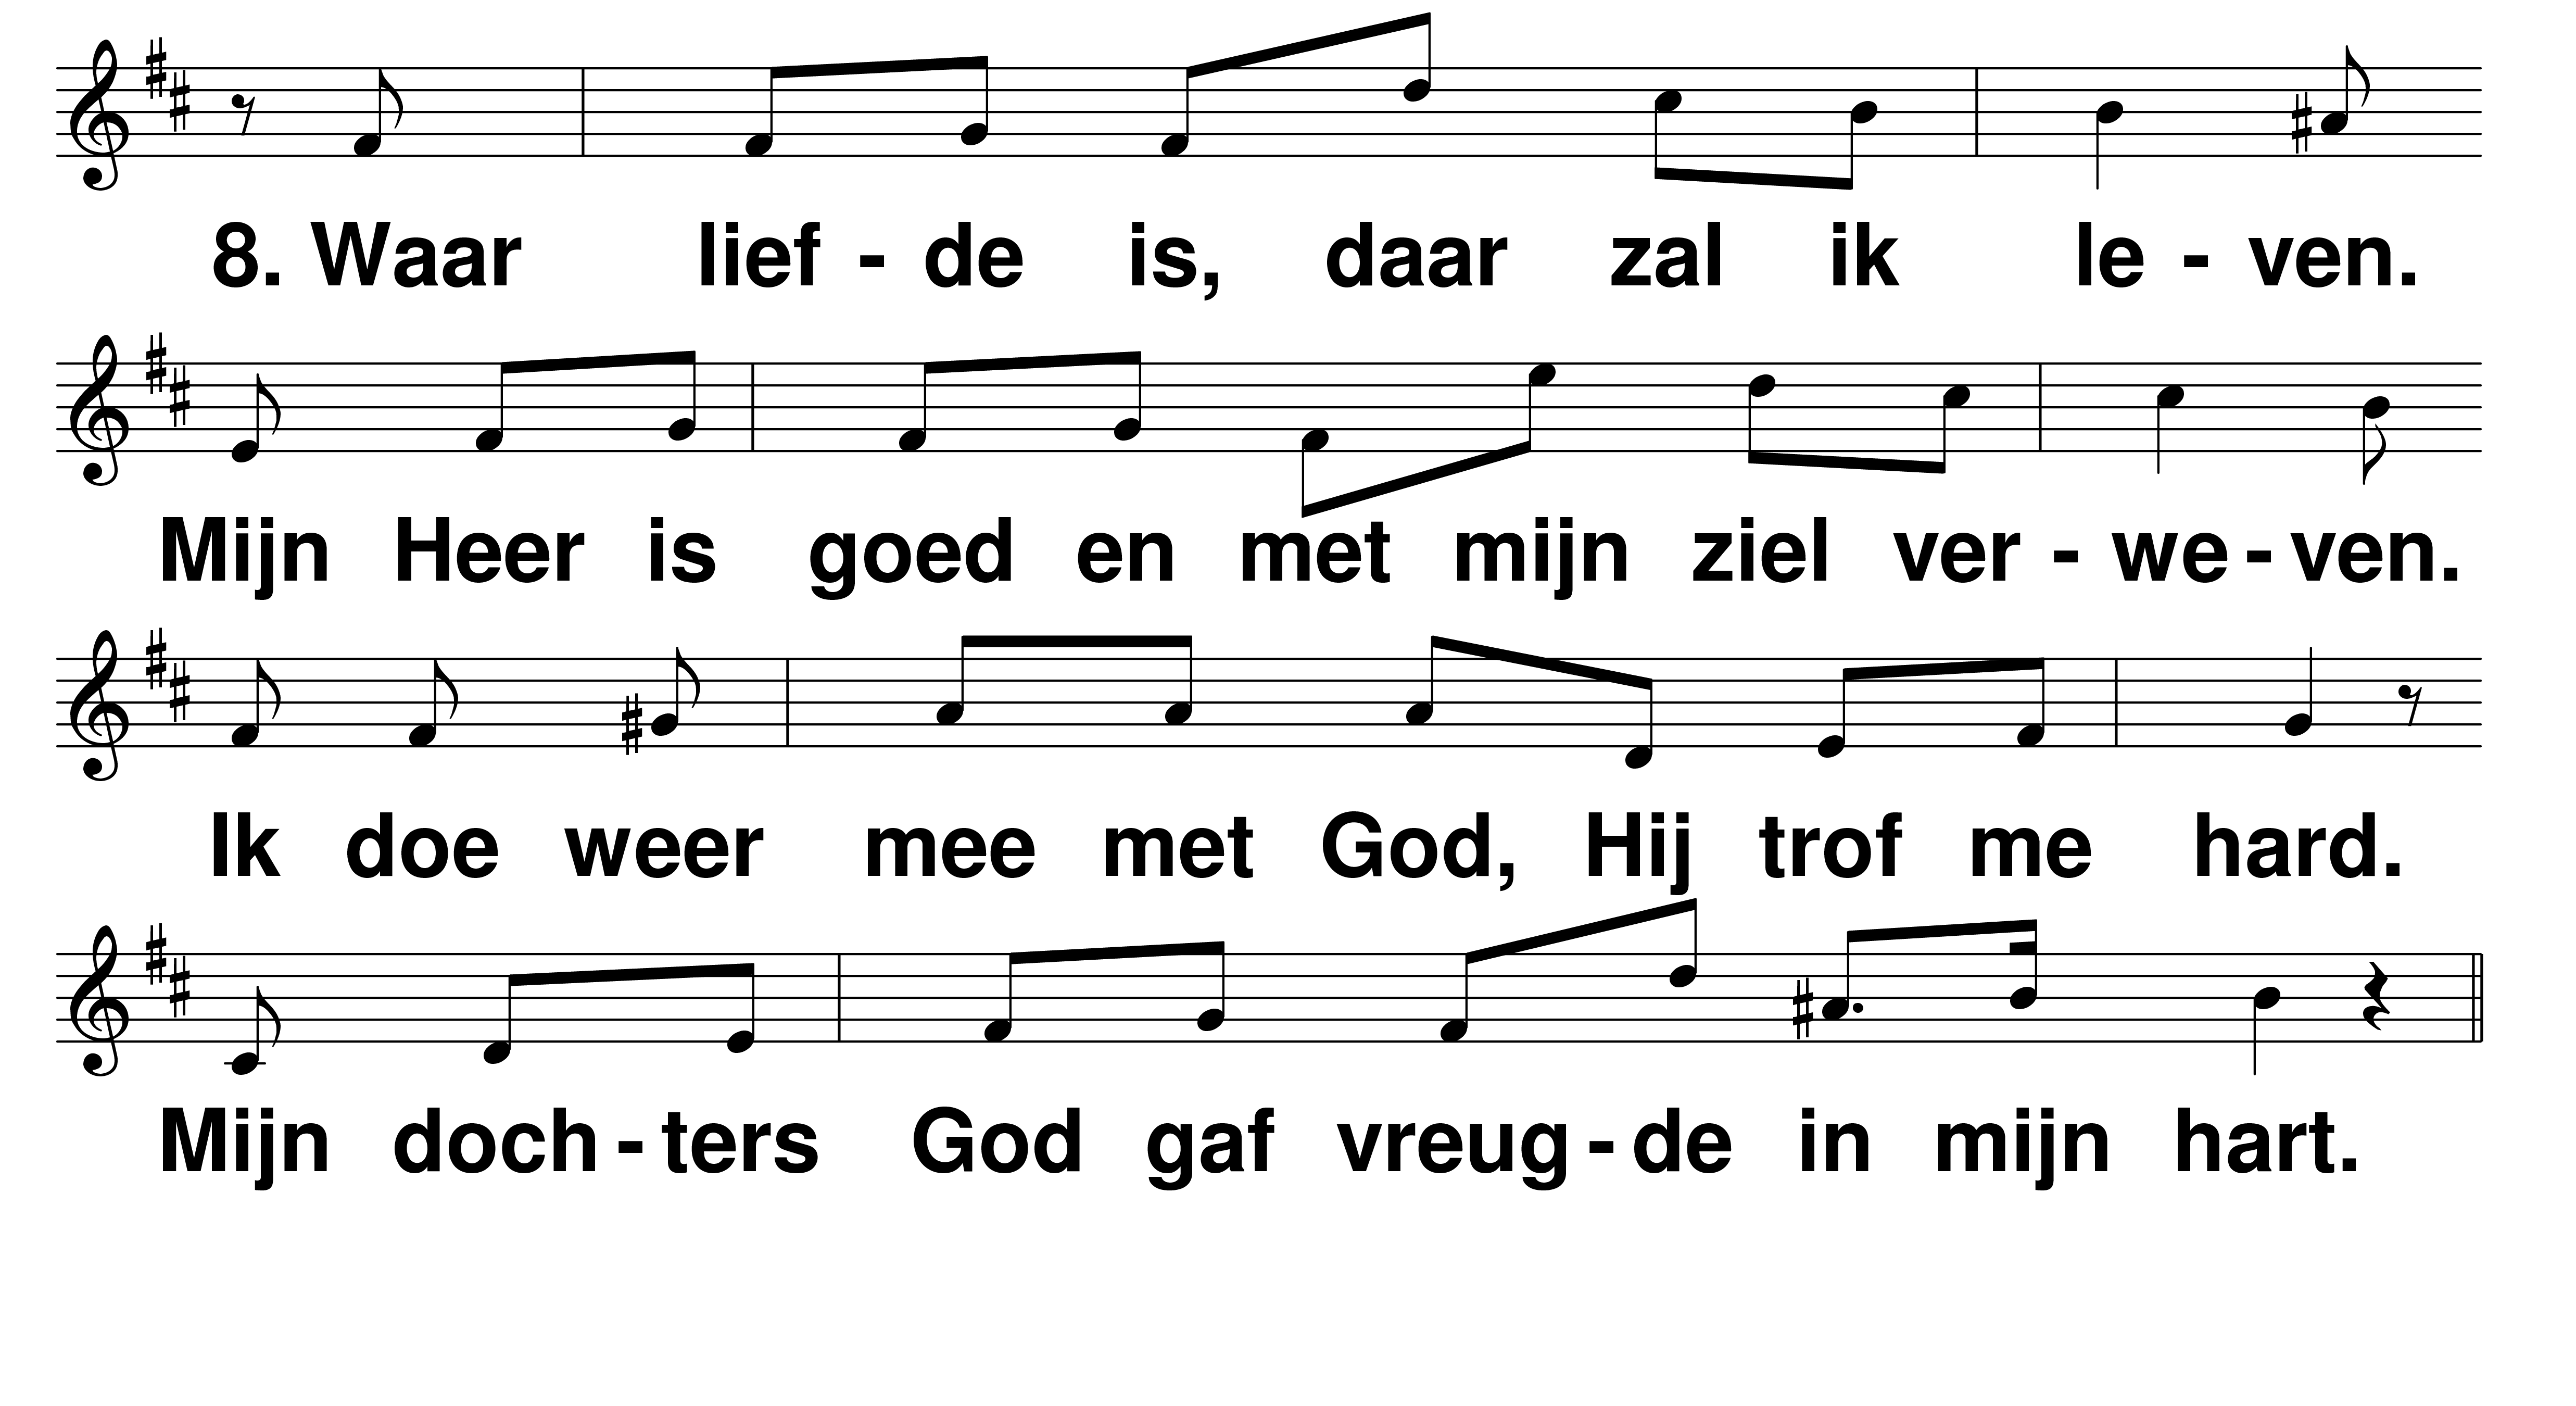 8. Waar lief - de is, daar zal ik le - ven.
Mijn Heer is goed en met mijn ziel ver - we - ven.
Ik doe weer mee met God, Hij trof me hard.
Mijn doch - ters God gaf vreug - de in mijn hart.